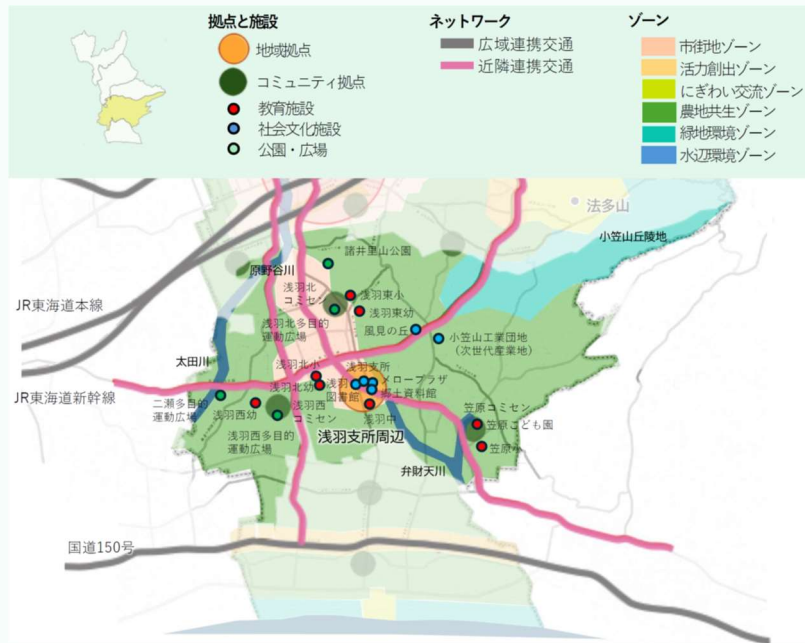 拠点と施設
地域拠点
コミュニティ拠点
教育施設
社会文化施設
公園・広場
ネットワーク
広域連携交通
近隣連携交通
ゾーン
市街地ゾーン
活力創出ゾーン
にぎわい交流ゾーン
農地共生ゾーン
緑地環境ゾーン
水辺環境ゾーン
法多山
小笠山丘陵地
諸井里山公園
原野谷川
浅羽北
コミセン
浅羽東小
浅羽東幼
JR東海道本線
浅羽北多目的
運動広場
風見の丘
小笠山工業団地
（次世代産業地）
太田川
浅羽北小
浅羽支所
浅羽北幼
浅羽
図書館
メロープラザ
郷土資料館
JR東海道新幹線
二瀬多目的
運動広場
浅羽西幼
浅羽西
コミセン
浅羽中
笠原コミセン
笠原こども園
笠原小
浅羽西多目的
運動広場
浅羽支所周辺
弁財天川
国道150号